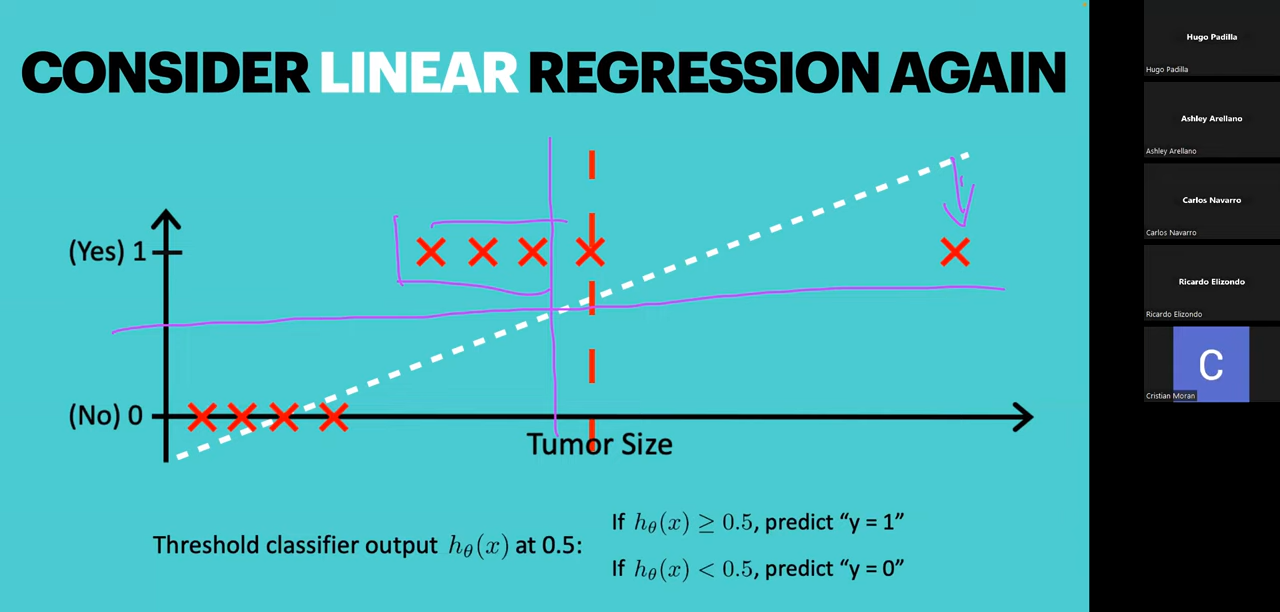 CONSIDER LINEAR REGRESSION AGAIN
(Yes) 1
(No) 0
Tumor Size
Threshold classifier output hθ(x) at 0.5:
If hθ(x) ≥ 0.5, predict “y = 1”
If hθ(x) < 0.5, predict “y = 0”
Hugo Padilla
Hugo Padilla
Ashley Arellano
Ashley Arellano
Carlos Navarro
Carlos Navarro
Ricardo Elizondo
Ricardo Elizondo
C
Cristian Moran